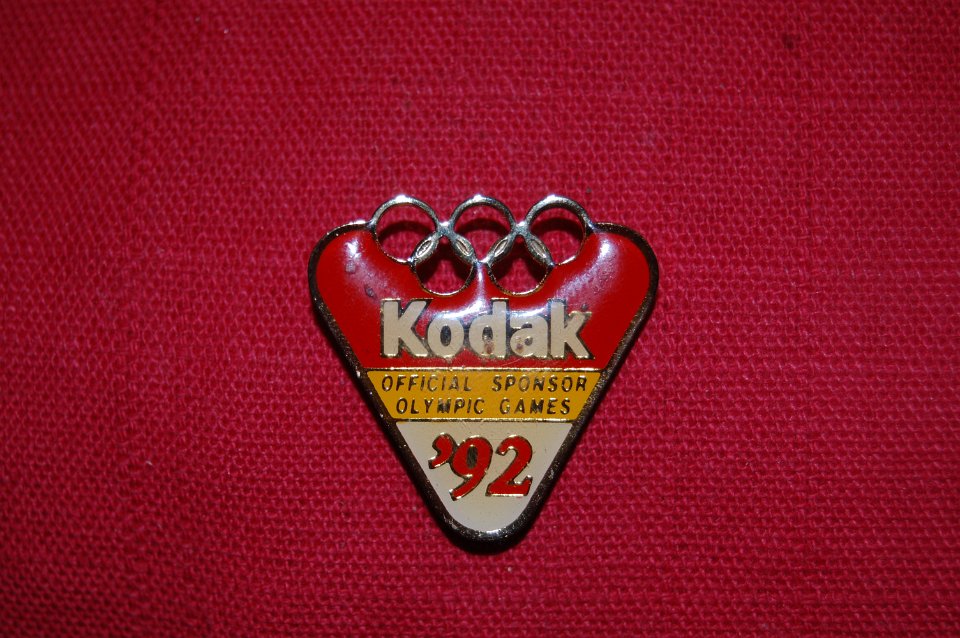 Kodak
OFFICIAL SPONSOR
OLYMPIC GAMES
'92